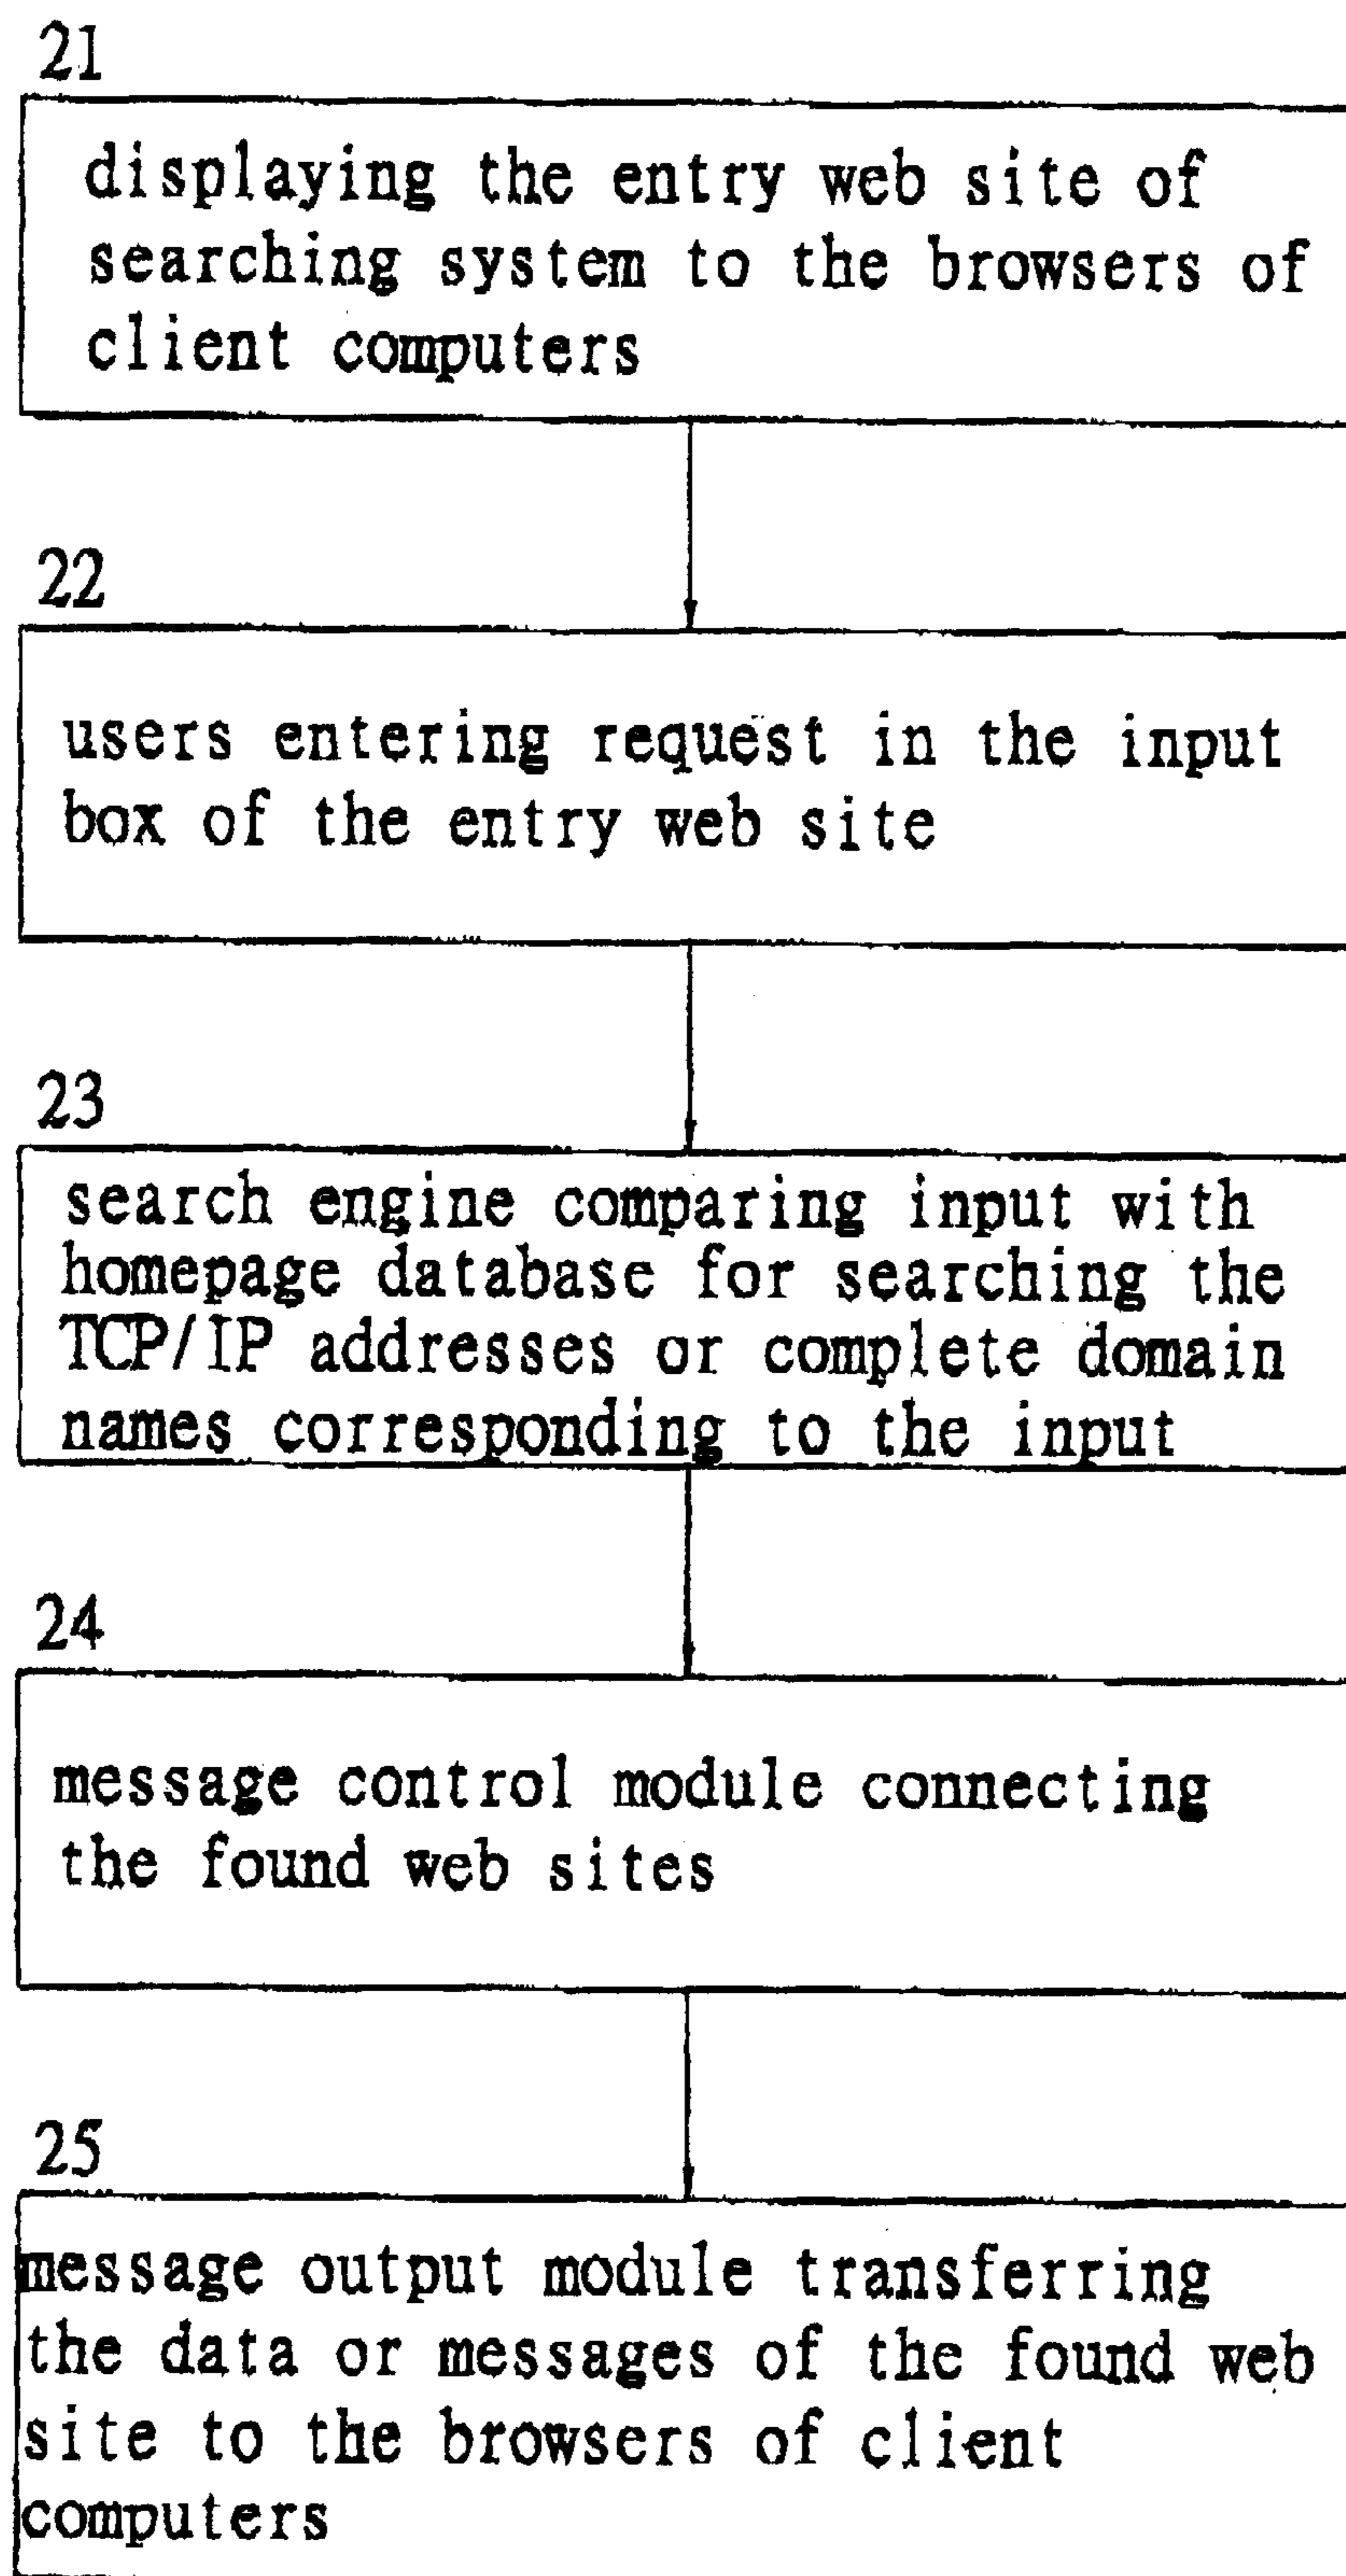 21
displaying the entry web site of
searching system to the browsers of
client computers
22
users entering request in the input
box of the entry web site
23
search engine comparing input with
homepage database for searching the
TCP/IP addresses or complete domain
names corresponding to the input
24
message control module connecting
the found web sites
25
message output module transferring
the data or messages of the found web
site to the browsers of client
computers